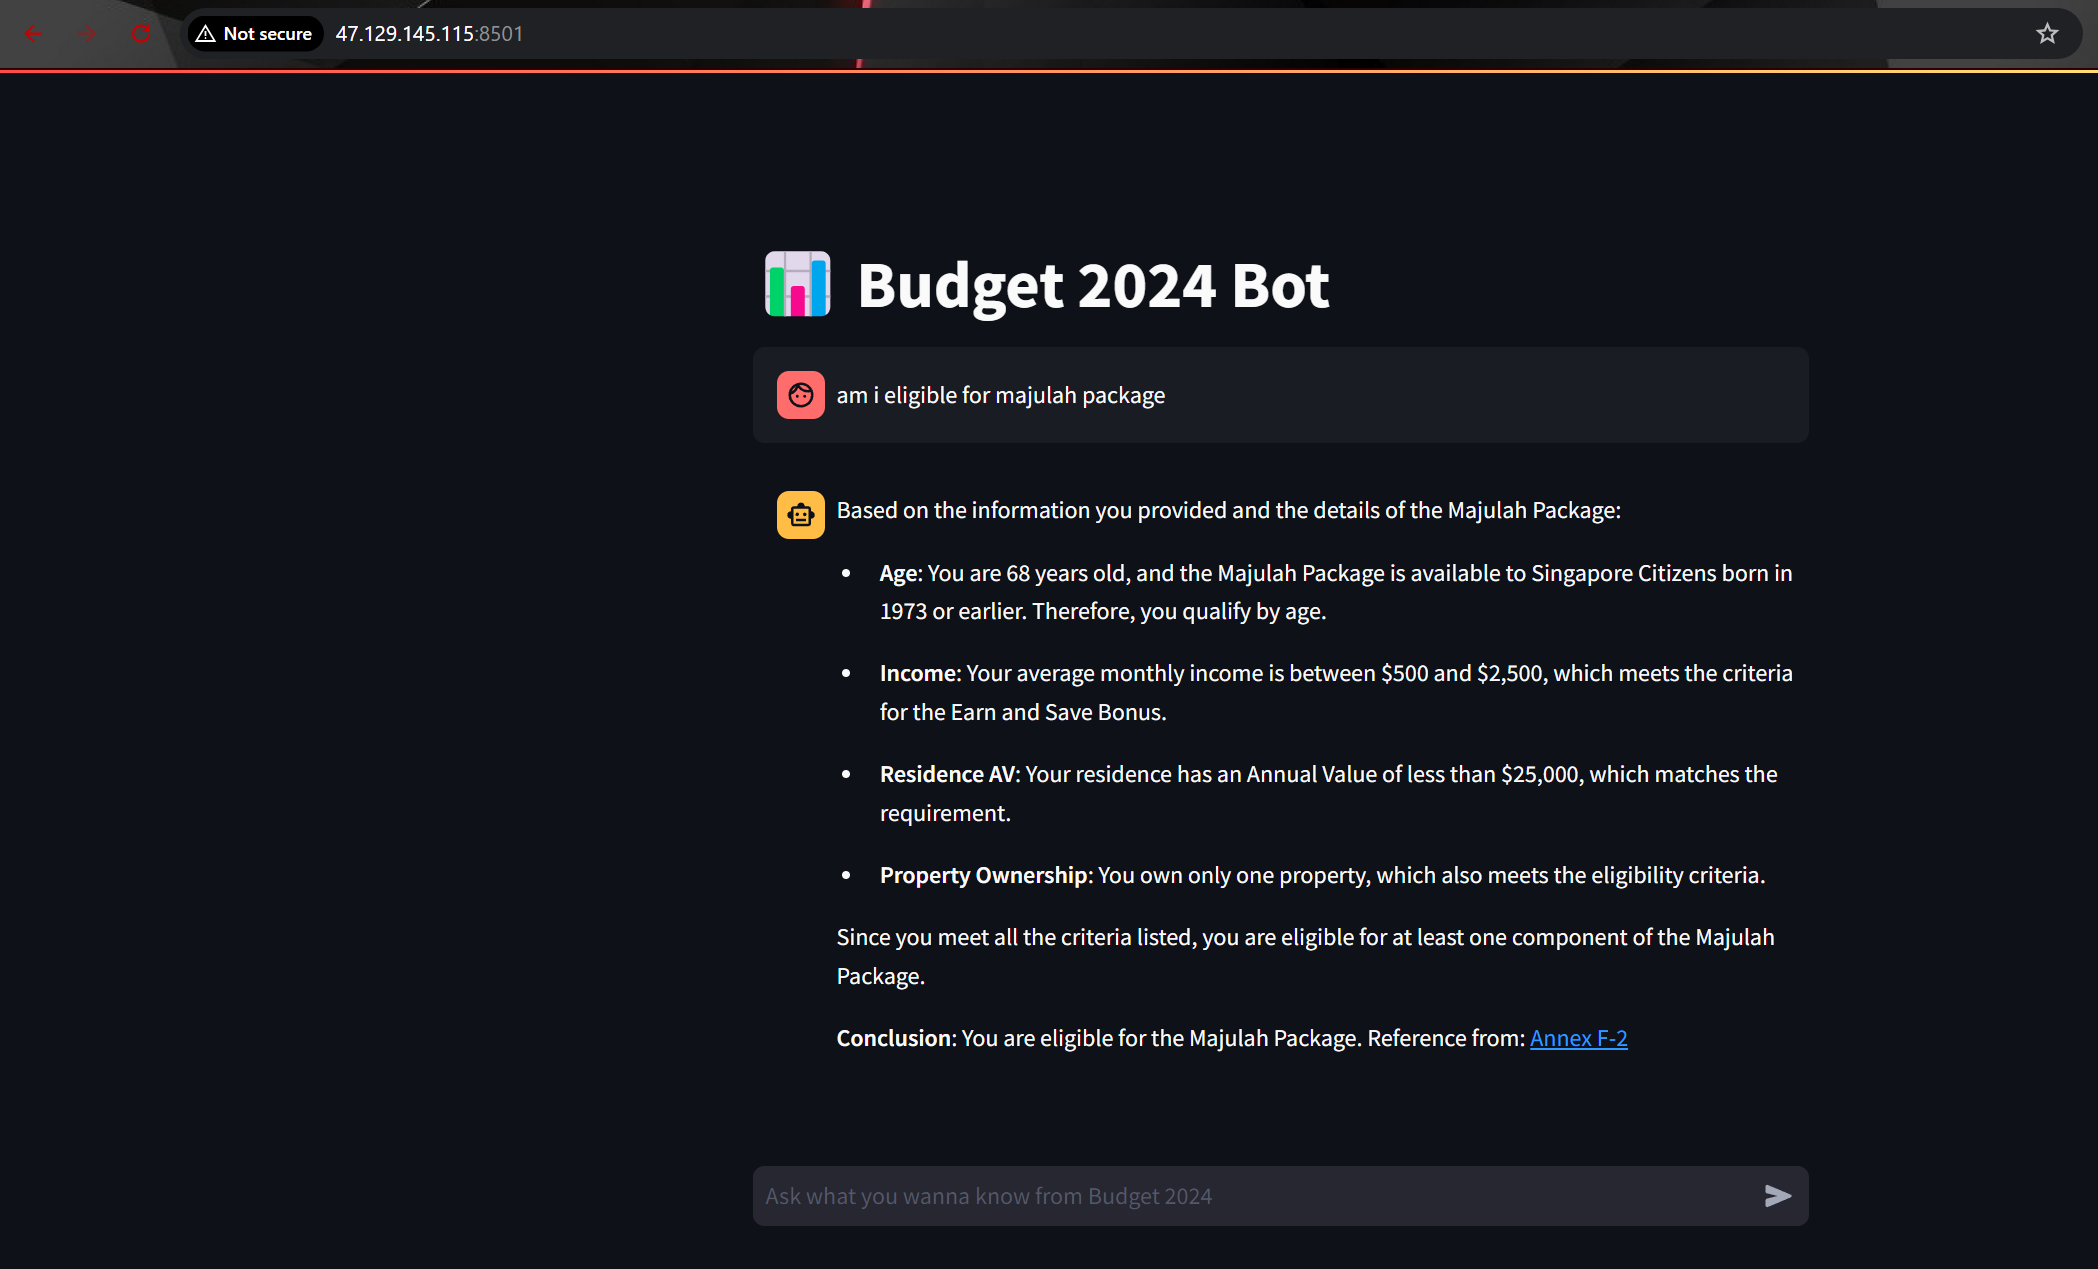 Not secure 47.129.145.115:8501
Budget 2024 Bot
am i eligible for majulah package
Based on the information you provided and the details of the Majulah Package:
• Age: You are 68 years old, and the Majulah Package is available to Singapore Citizens born in
1973 or earlier. Therefore, you qualify by age.
• Income: Your average monthly income is between $500 and $2,500, which meets the criteria
for the Earn and Save Bonus.
• Residence AV: Your residence has an Annual Value of less than $25,000, which matches the
requirement.
• Property Ownership: You own only one property, which also meets the eligibility criteria.
Since you meet all the criteria listed, you are eligible for at least one component of the Majulah
Package.
Conclusion: You are eligible for the Majulah Package. Reference from: Annex F-2
Ask what you wanna know from Budget 2024